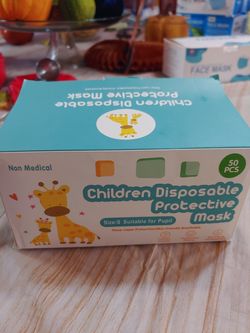 FACE MASK
Children Disposable
Protective Mask
Non Medical
50
PCS
Children Disposable
Protective
Mask
Size:S Suitable for Pupil